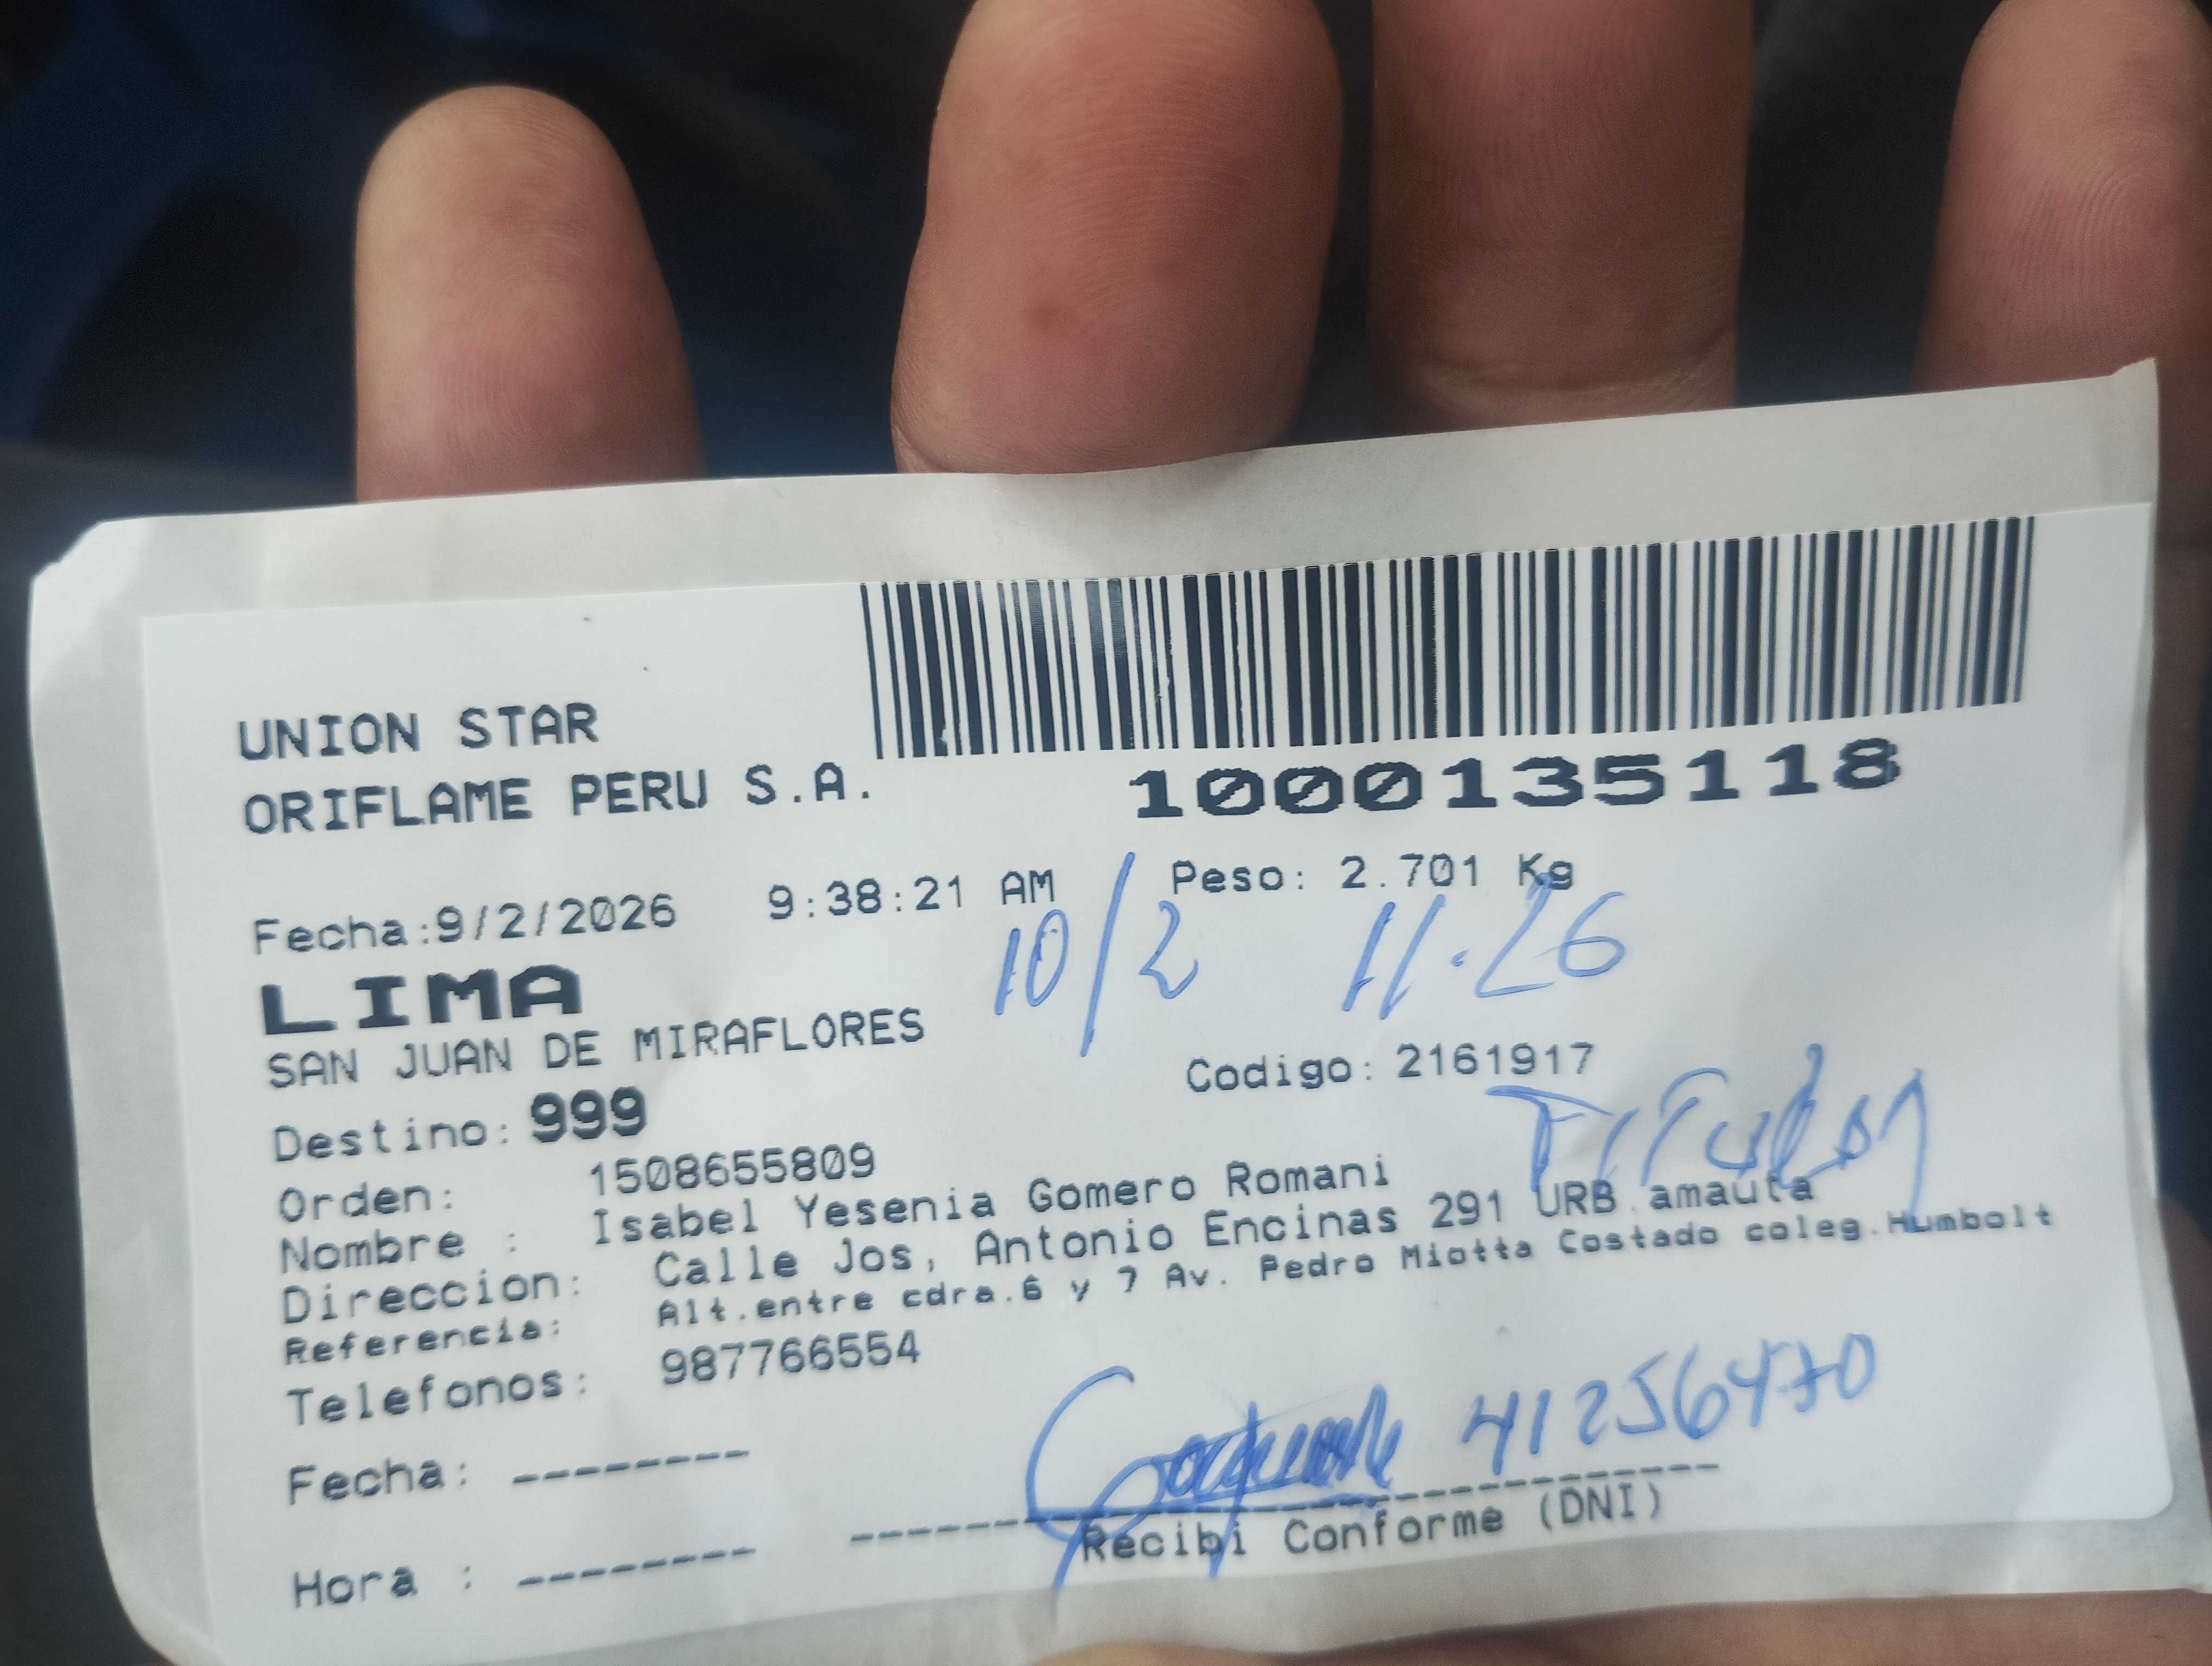 UNION STAR
ORIFLAME PERU S.A.
1000135118
Fecha:9/2/2026 9:38:21 AM Peso: 2.701 Kg
10/2 11.26
LIMA
SAN JUAN DE MIRAFLORES
Codigo: 2161917
Destino: 999
Titular
Orden: 1508655809
Nombre : Isabel Yesenia Gomero Romani
Direccion: Calle Jos, Antonio Encinas 291 URB.amauta
Referencia: Alt.entre cdra.6 y 7 Av. Pedro Miotta Costado coleg.Humbolt
Telefonos: 987766554
41256470
Fecha: --------
Recibi Conforme (DNI)
Hora : --------